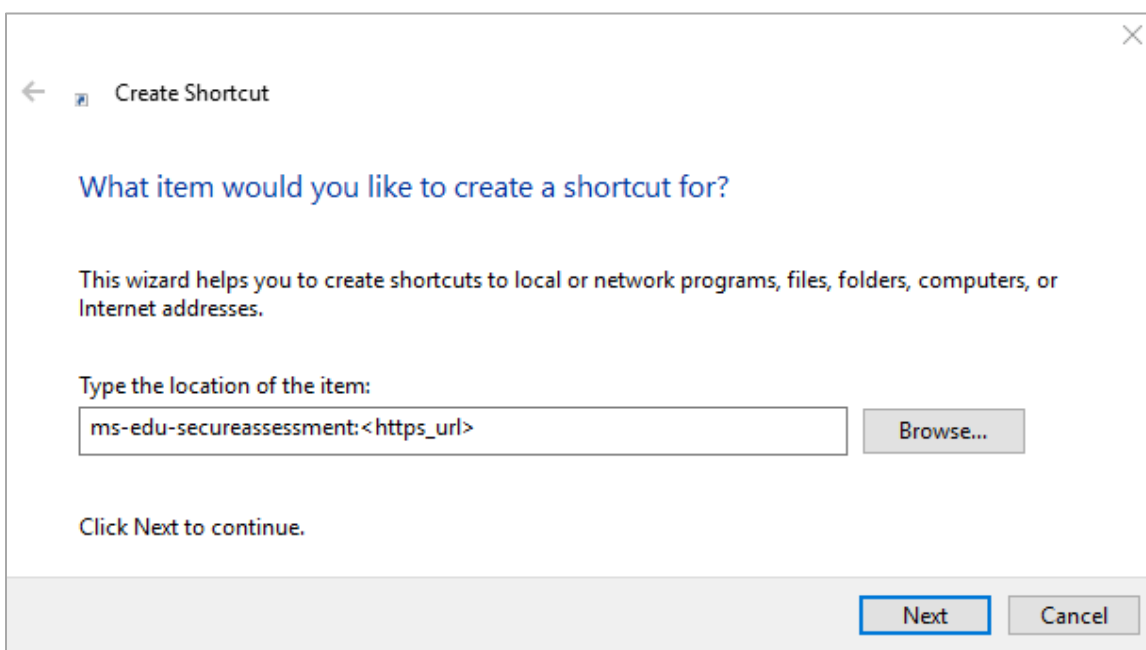 Create Shortcut
What item would you like to create a shortcut for?
This wizard helps you to create shortcuts to local or network programs, files, folders, computers, or
Internet addresses.
Type the location of the item:
ms-edu-secureassessment:<https_url>
Browse...
Click Next to continue.
Next
Cancel